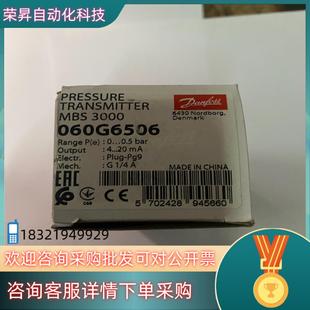 荣昇自动化科技
PRESSURE
TRANSMITTER
MBS 3000
Danfoss
6430 Nordborg,
Denmark
060G6506
Range P(e) : 0...0.5 bar
Output : 4...20 mA
Electr. : Plug-Pg9
Mech. : G 1/4 A
MADE IN CHINA
EAC
CE
5 702428 945660
18321949929
欢迎咨询采购批发可对公开票
咨询客服详情下单采购